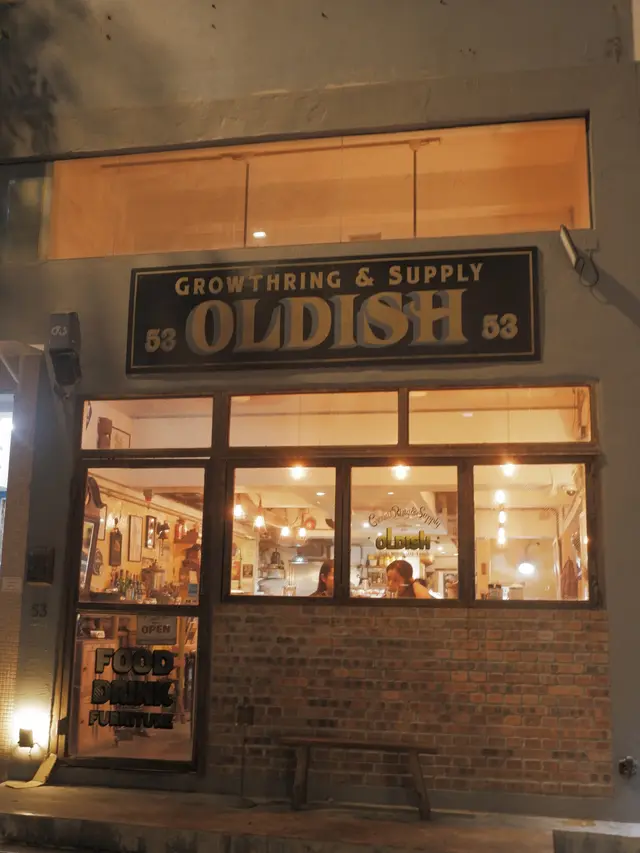 GROWTHRING & SUPPLY
53 OLDISH 53
oldish
OPEN
53
FOOD
DRINK
FURNITURE